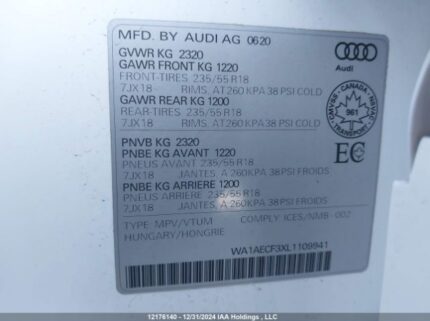 MFD. BY AUDI AG 0620
GVWR KG 2320
GAWR FRONT KG 1220
FRONT-TIRES 235/55 R18
7JX18 RIMS, AT 260 KPA 38 PSI COLD
GAWR REAR KG 1200
REAR-TIRES 235/55 R18
7JX18 RIMS, AT 260 KPA 38 PSI COLD
Audi
CMVSS - CANADA - NSVAC
961
TRANSPORT
EC
PNVB KG 2320
PNBE KG AVANT 1220
PNEUS AVANT 235/55 R18
7JX18 JANTES, A 260 KPA 38 PSI FROIDS
PNBE KG ARRIERE 1200
PNEUS ARRIERE 235/55 R18
7JX18 JANTES, A 260 KPA 38 PSI FROIDS
TYPE MPV/VTUM COMPLY ICES/NMB-002
HUNGARY/HONGRIE
WA1AECF3XL1109941
12176140 - 12/31/2024 IAA Holdings , LLC